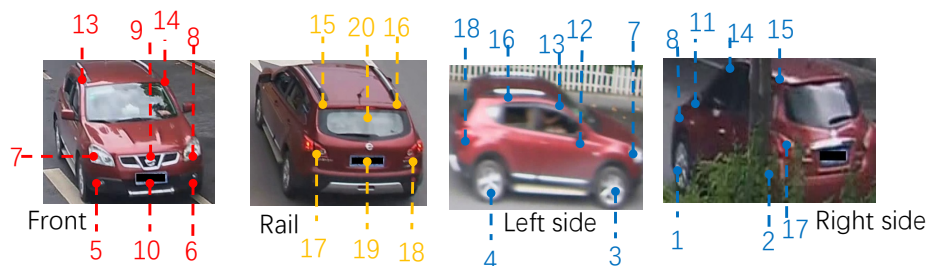 13 9 14 8
7
5 10 6
Front
15 20 16
17 19 18
Rail
18 16 13 12 7
4 3
Left side
8 11 14 15
1 2 17
Right side